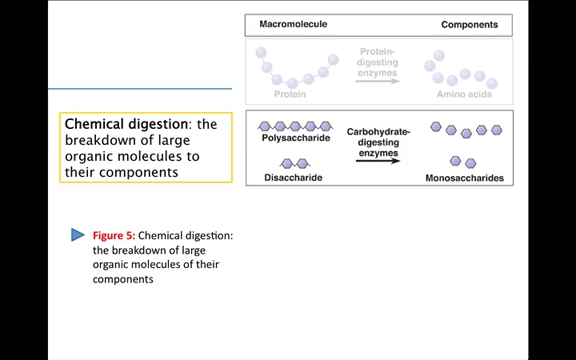 Macromolecule Components
Protein-
digesting
enzymes
Protein Amino acids
Chemical digestion: the
breakdown of large
organic molecules to
their components
Polysaccharide
Carbohydrate-
digesting
enzymes
Disaccharide Monosaccharides
Figure 5: Chemical digestion:
the breakdown of large
organic molecules of their
components